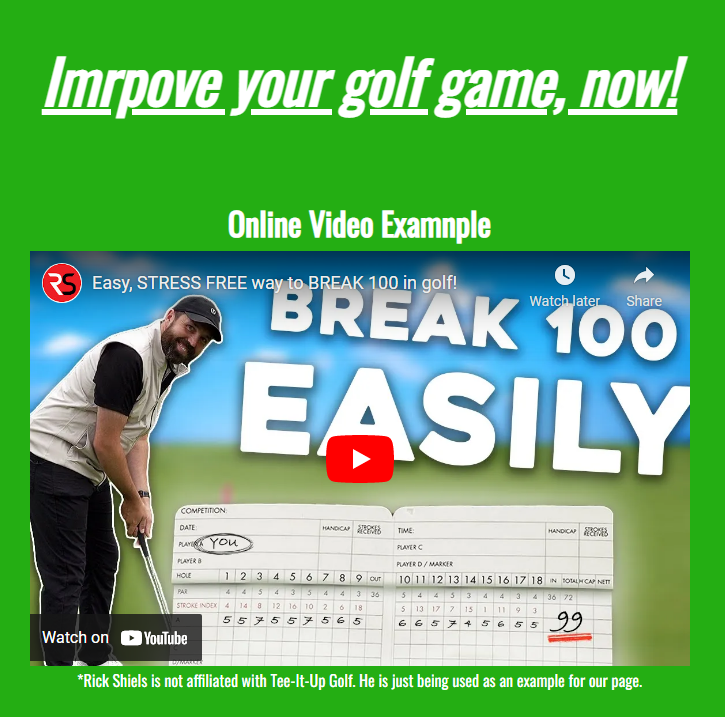 Imrpove your golf game, now!
Online Video Examnple
RS Easy, STRESS FREE way to BREAK 100 in golf!
Watch later Share
BREAK 100
EASILY
COMPETITION:
DATE: HANDICAP STROKES RECEIVED TIME: HANDICAP STROKES RECEIVED
PLAYER A YOU PLAYER C
PLAYER B PLAYER D / MARKER
HOLE 1 2 3 4 5 6 7 8 9 OUT 10 11 12 13 14 15 16 17 18 IN TOTAL H'CAP NETT
PAR 4 4 5 4 3 4 5 4 3 36 5 4 4 3 4 5 4 4 3 36 72
STROKE INDEX 4 14 8 12 16 10 2 6 18 5 13 17 7 15 1 11 9 3
A 5 5 7 5 5 7 5 6 5 6 6 5 7 4 5 6 5 5 99
Watch on YouTube
D/MARKER
*Rick Shiels is not affiliated with Tee-It-Up Golf. He is just being used as an example for our page.